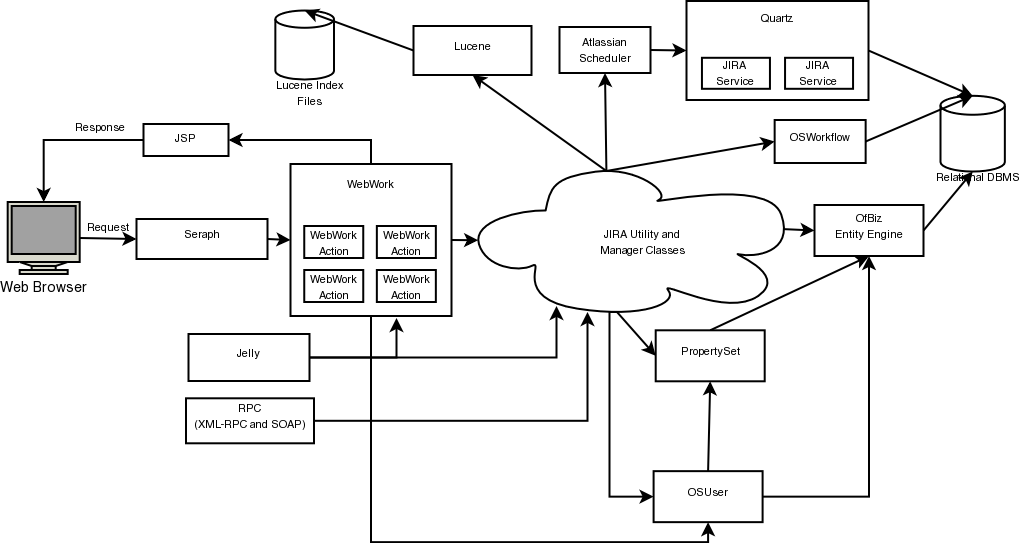 Quartz
JIRA
Service
JIRA
Service
Atlassian
Scheduler
Lucene
Lucene Index
Files
Response
JSP
OSWorkflow
Relational DBMS
WebWork
WebWork
Action
WebWork
Action
WebWork
Action
WebWork
Action
Request
Seraph
JIRA Utility and
Manager Classes
OfBiz
Entity Engine
Web Browser
Jelly
PropertySet
RPC
(XML-RPC and SOAP)
OSUser